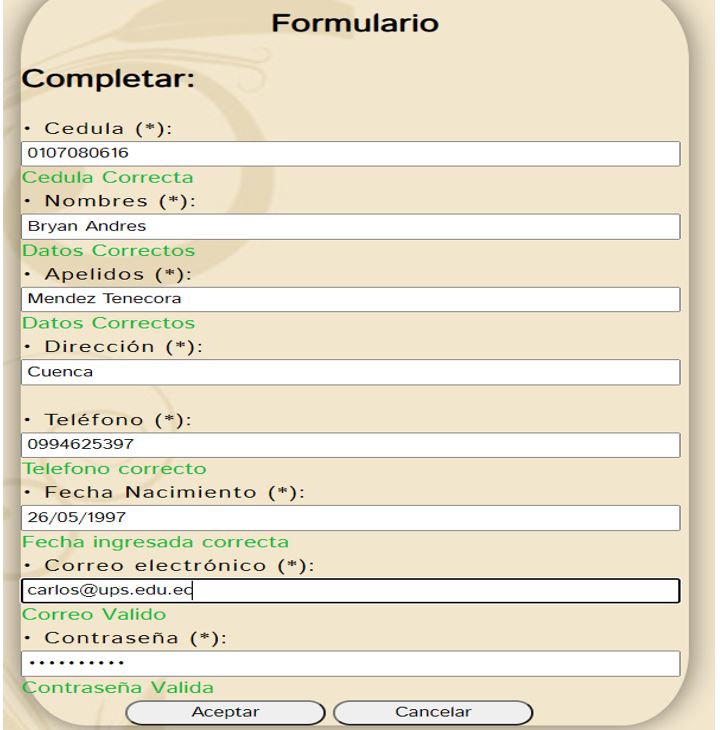 Formulario
Completar:
• Cedula (*):
0107080616
Cedula Correcta
• Nombres (*):
Bryan Andres
Datos Correctos
• Apelidos (*):
Mendez Tenecora
Datos Correctos
• Dirección (*):
Cuenca
• Teléfono (*):
0994625397
Telefono correcto
• Fecha Nacimiento (*):
26/05/1997
Fecha ingresada correcta
• Correo electrónico (*):
carlos@ups.edu.ec
Correo Valido
• Contraseña (*):
••••••••••
Contraseña Valida
Aceptar Cancelar